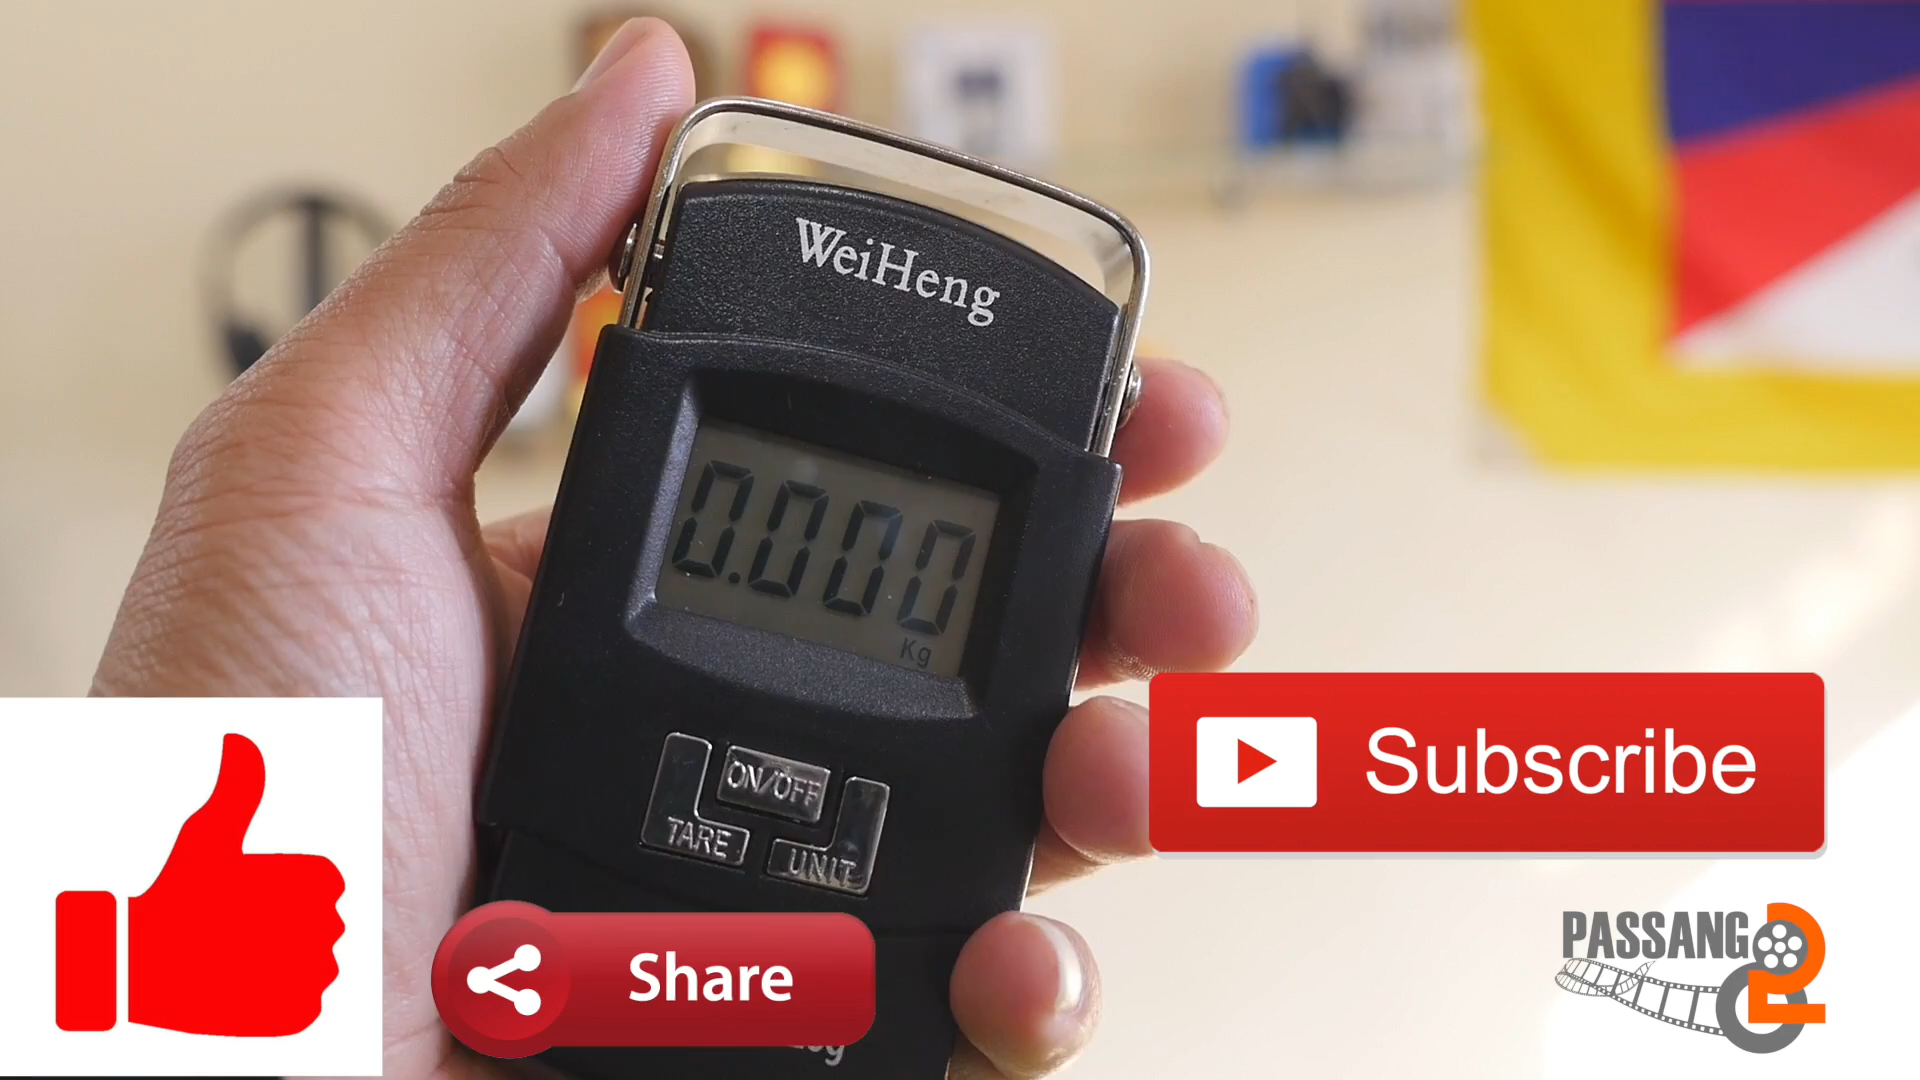 WeiHeng
0.000
Kg
ON/OFF
TARE
UNIT
Subscribe
Share
PASSANG